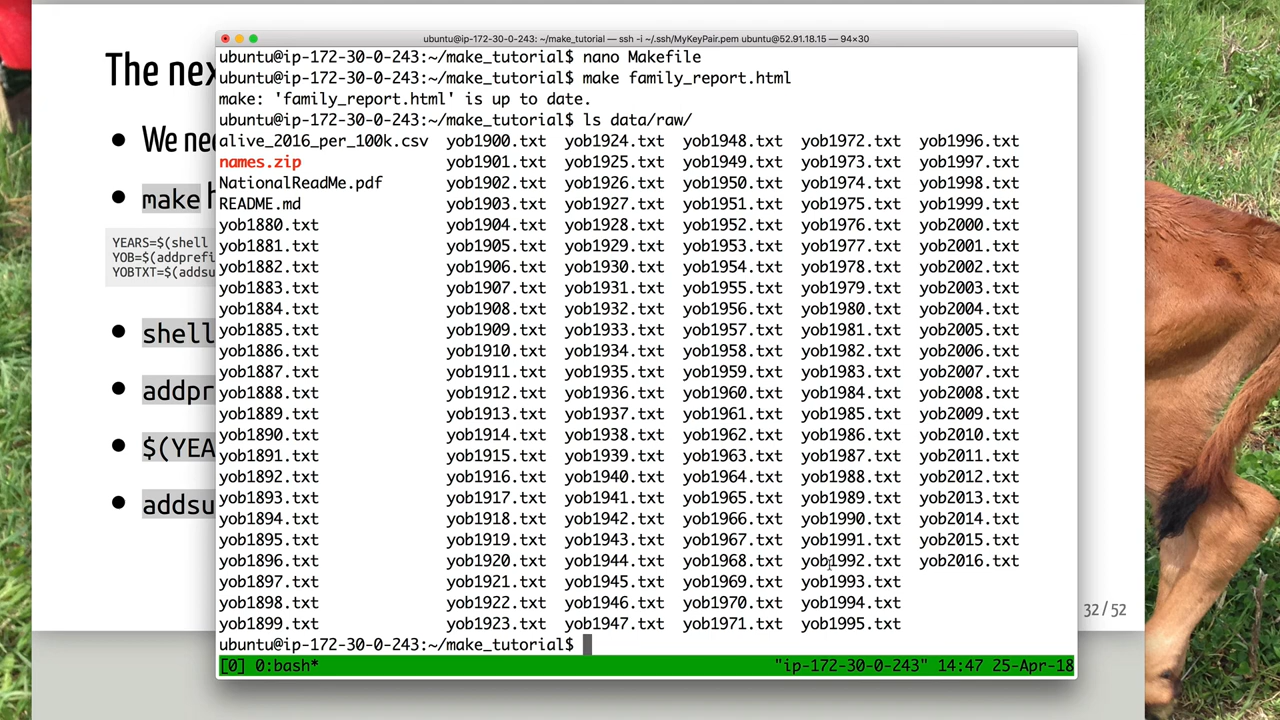 The nex
We nee
make h
YEARS=$(shell
YOB=$(addprefi
YOBTXT=$(addsu
shell
addpr
$(YEA
addsu
32 / 52
~/make_tutorial — ssh -i ~/.ssh/MyKeyPair.pem ubuntu@52.91.18.15 — 94×30
ubuntu@ip-172-30-0-243:~/make_tutorial$ nano Makefile
ubuntu@ip-172-30-0-243:~/make_tutorial$ make family_report.html
make: 'family_report.html' is up to date.
ubuntu@ip-172-30-0-243:~/make_tutorial$ ls data/raw/
alive_2016_per_100k.csv yob1900.txt yob1924.txt yob1948.txt yob1972.txt yob1996.txt
names.zip yob1901.txt yob1925.txt yob1949.txt yob1973.txt yob1997.txt
NationalReadMe.pdf yob1902.txt yob1926.txt yob1950.txt yob1974.txt yob1998.txt
README.md yob1903.txt yob1927.txt yob1951.txt yob1975.txt yob1999.txt
yob1880.txt yob1904.txt yob1928.txt yob1952.txt yob1976.txt yob2000.txt
yob1881.txt yob1905.txt yob1929.txt yob1953.txt yob1977.txt yob2001.txt
yob1882.txt yob1906.txt yob1930.txt yob1954.txt yob1978.txt yob2002.txt
yob1883.txt yob1907.txt yob1931.txt yob1955.txt yob1979.txt yob2003.txt
yob1884.txt yob1908.txt yob1932.txt yob1956.txt yob1980.txt yob2004.txt
yob1885.txt yob1909.txt yob1933.txt yob1957.txt yob1981.txt yob2005.txt
yob1886.txt yob1910.txt yob1934.txt yob1958.txt yob1982.txt yob2006.txt
yob1887.txt yob1911.txt yob1935.txt yob1959.txt yob1983.txt yob2007.txt
yob1888.txt yob1912.txt yob1936.txt yob1960.txt yob1984.txt yob2008.txt
yob1889.txt yob1913.txt yob1937.txt yob1961.txt yob1985.txt yob2009.txt
yob1890.txt yob1914.txt yob1938.txt yob1962.txt yob1986.txt yob2010.txt
yob1891.txt yob1915.txt yob1939.txt yob1963.txt yob1987.txt yob2011.txt
yob1892.txt yob1916.txt yob1940.txt yob1964.txt yob1988.txt yob2012.txt
yob1893.txt yob1917.txt yob1941.txt yob1965.txt yob1989.txt yob2013.txt
yob1894.txt yob1918.txt yob1942.txt yob1966.txt yob1990.txt yob2014.txt
yob1895.txt yob1919.txt yob1943.txt yob1967.txt yob1991.txt yob2015.txt
yob1896.txt yob1920.txt yob1944.txt yob1968.txt yob1992.txt yob2016.txt
yob1897.txt yob1921.txt yob1945.txt yob1969.txt yob1993.txt
yob1898.txt yob1922.txt yob1946.txt yob1970.txt yob1994.txt
yob1899.txt yob1923.txt yob1947.txt yob1971.txt yob1995.txt
ubuntu@ip-172-30-0-243:~/make_tutorial$
[0] 0:bash* "ip-172-30-0-243" 14:47 25-Apr-18